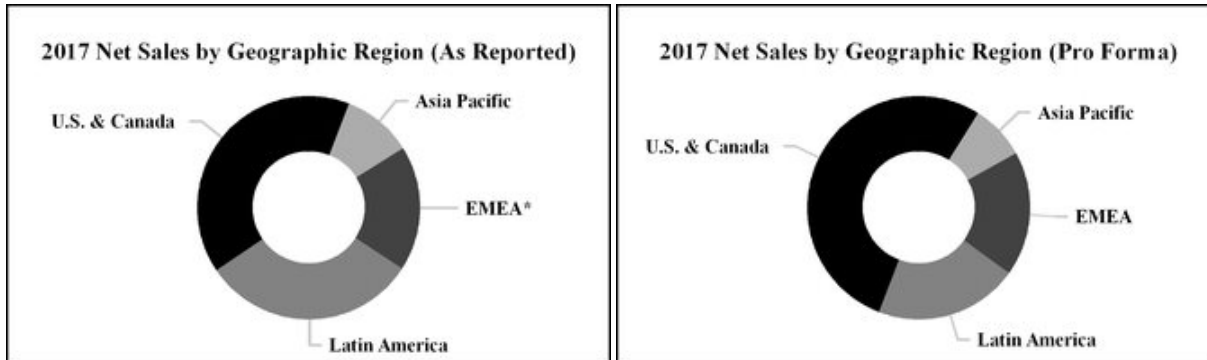 2017 Net Sales by Geographic Region (As Reported)
Asia Pacific
U.S. & Canada
EMEA*
Latin America
2017 Net Sales by Geographic Region (Pro Forma)
Asia Pacific
U.S. & Canada
EMEA
Latin America